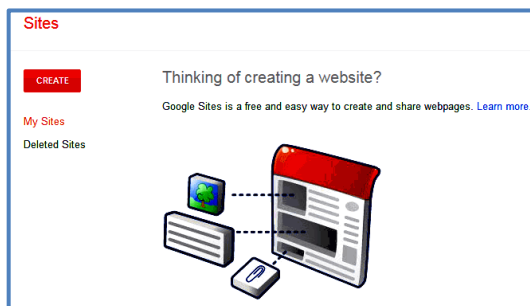 Sites
CREATE
Thinking of creating a website?
Google Sites is a free and easy way to create and share webpages. Learn more
My Sites
Deleted Sites